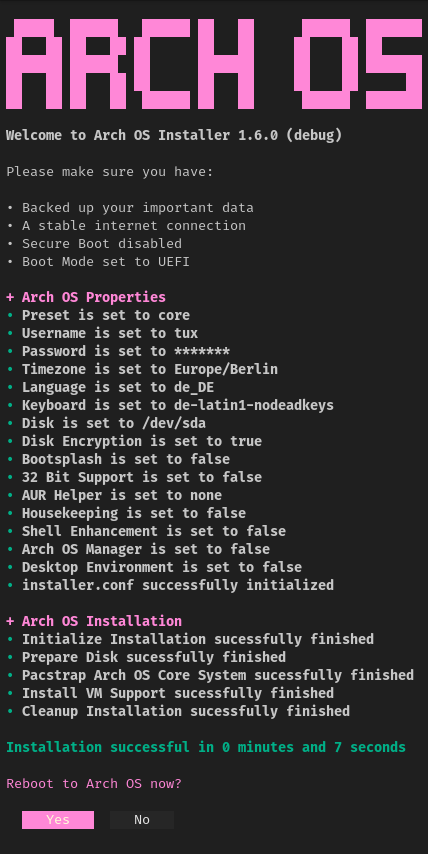 ARCH OS
Welcome to Arch OS Installer 1.6.0 (debug)
Please make sure you have:
• Backed up your important data
• A stable internet connection
• Secure Boot disabled
• Boot Mode set to UEFI
+ Arch OS Properties
• Preset is set to core
• Username is set to tux
• Password is set to *******
• Timezone is set to Europe/Berlin
• Language is set to de_DE
• Keyboard is set to de-latin1-nodeadkeys
• Disk is set to /dev/sda
• Disk Encryption is set to true
• Bootsplash is set to false
• 32 Bit Support is set to false
• AUR Helper is set to none
• Housekeeping is set to false
• Shell Enhancement is set to false
• Arch OS Manager is set to false
• Desktop Environment is set to false
• installer.conf successfully initialized
+ Arch OS Installation
• Initialize Installation sucessfully finished
• Prepare Disk sucessfully finished
• Pacstrap Arch OS Core System sucessfully finished
• Install VM Support sucessfully finished
• Cleanup Installation sucessfully finished
Installation successful in 0 minutes and 7 seconds
Reboot to Arch OS now?
Yes No